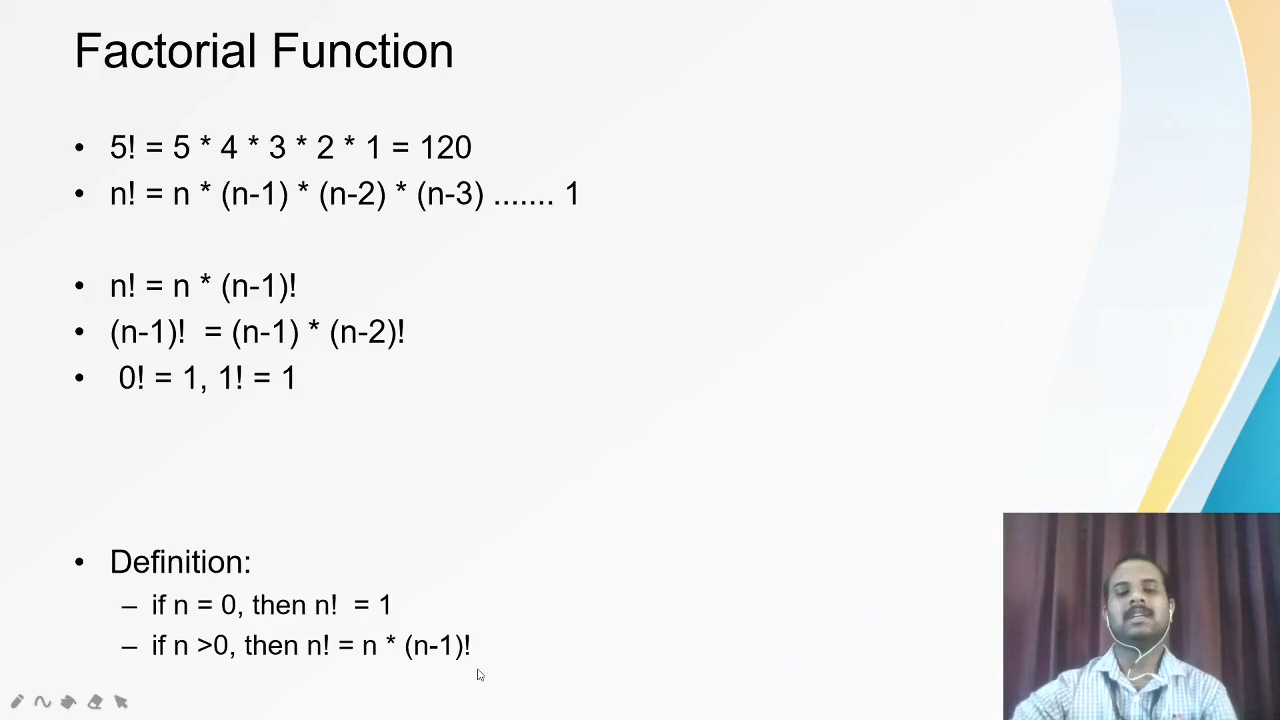 Factorial Function
• 5! = 5 * 4 * 3 * 2 * 1 = 120
• n! = n * (n-1) * (n-2) * (n-3) ....... 1
• n! = n * (n-1)!
• (n-1)!  = (n-1) * (n-2)!
•  0! = 1, 1! = 1
• Definition:
– if n = 0, then n!  = 1
– if n >0, then n! = n * (n-1)!